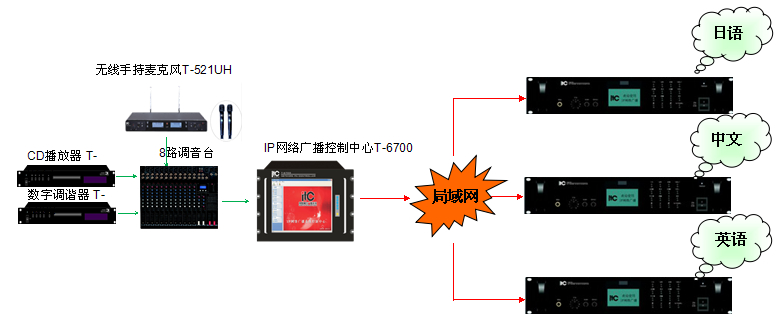 日语
无线手持麦克风T-521UH
CD播放器 T-
8路调音台
IP网络广播控制中心T-6700
itC
中文
数字调谐器 T-
局域网
英语